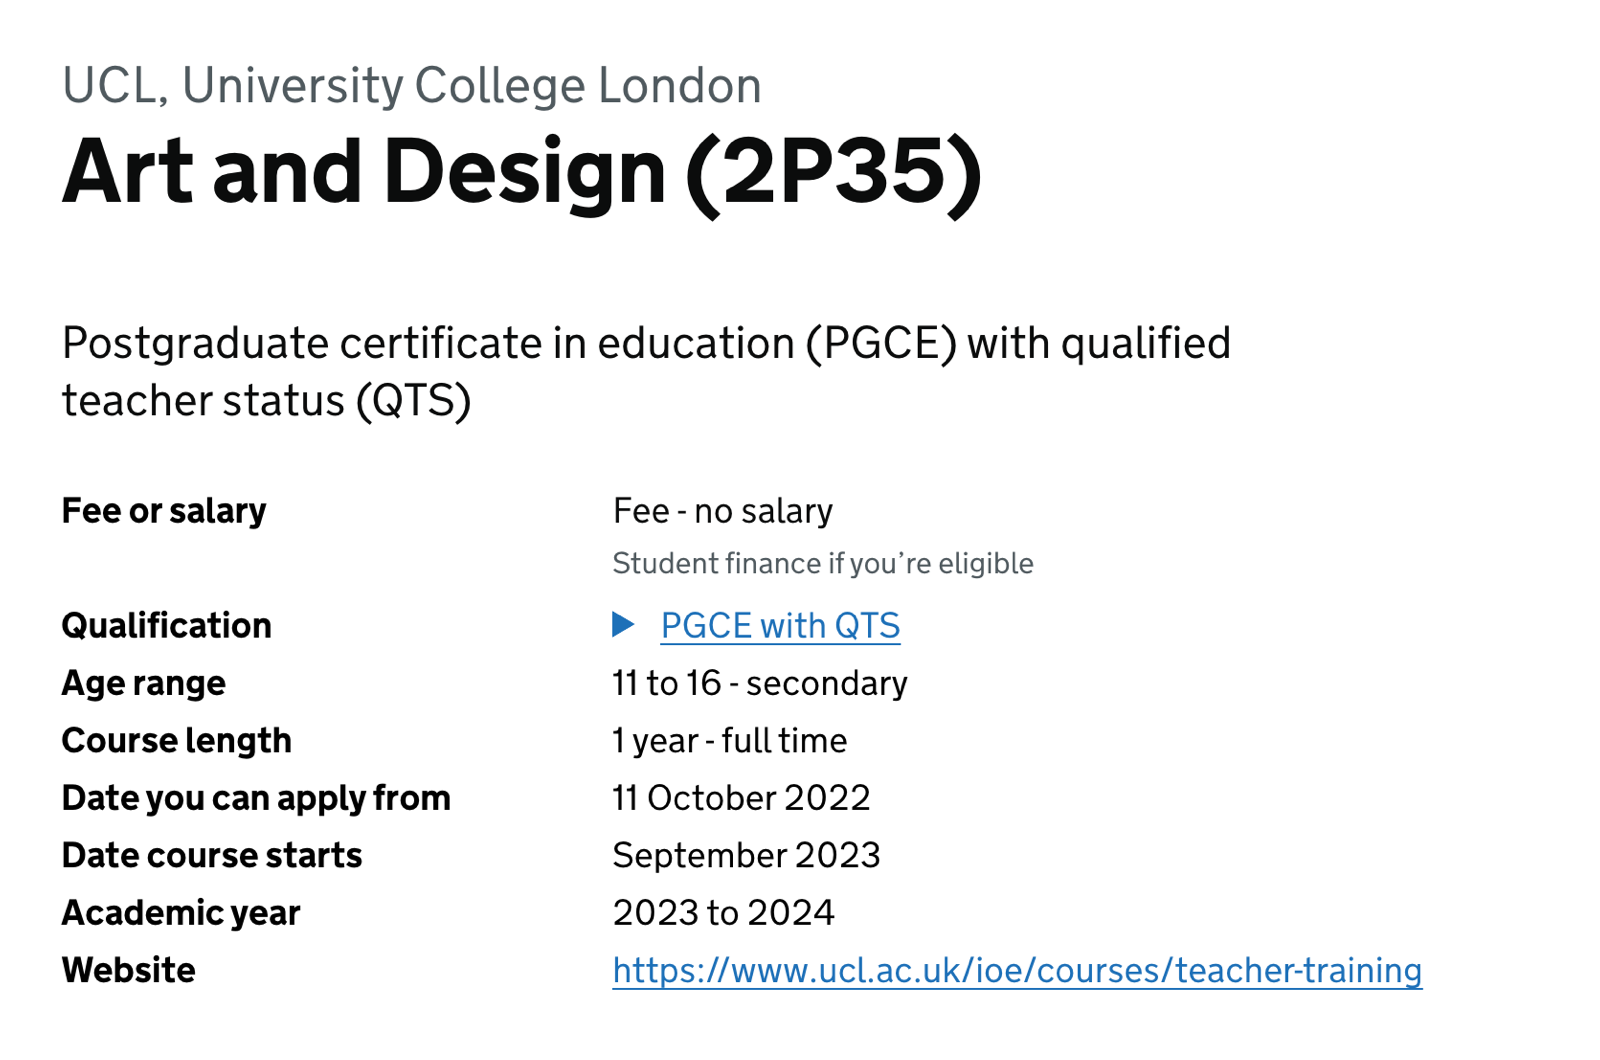 UCL, University College London
Art and Design (2P35)
Postgraduate certificate in education (PGCE) with qualified
teacher status (QTS)
Fee or salary
Fee - no salary
Student finance if you’re eligible
Qualification
PGCE with QTS
Age range
11 to 16 - secondary
Course length
1 year - full time
Date you can apply from
11 October 2022
Date course starts
September 2023
Academic year
2023 to 2024
Website
https://www.ucl.ac.uk/ioe/courses/teacher-training